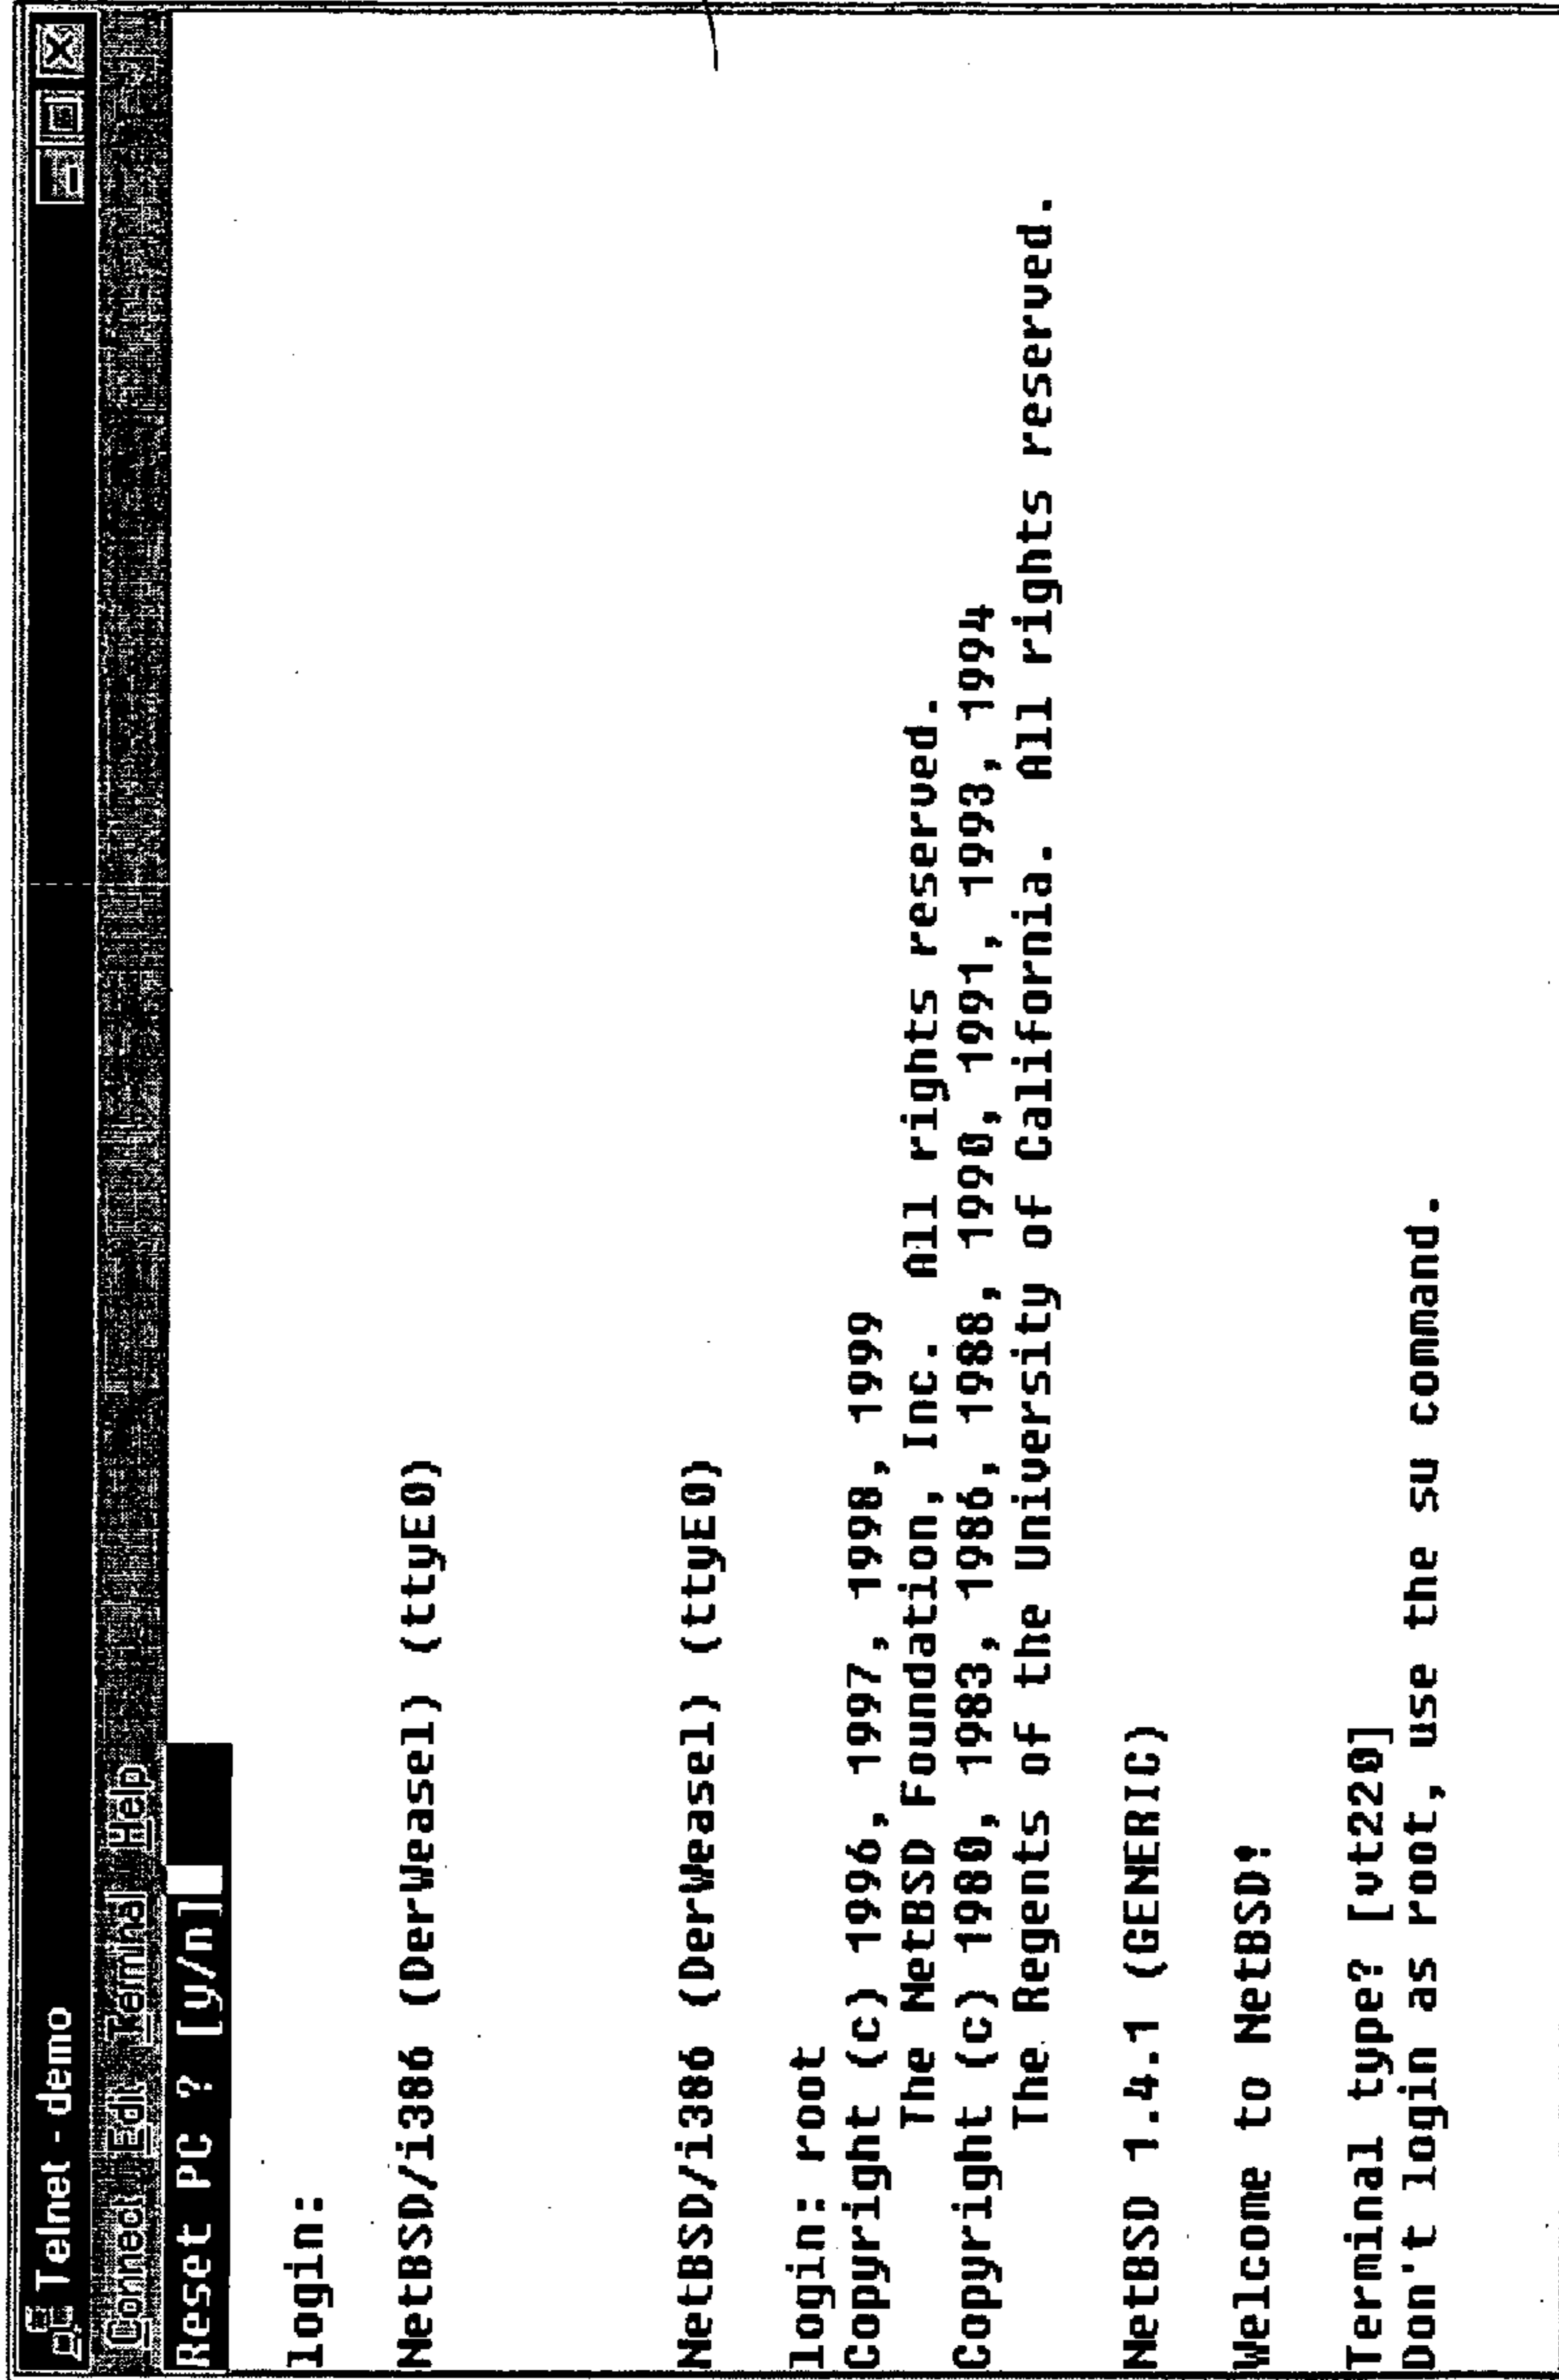 Telnet - demo
Connect Edit Terminal Help
Reset PC ? [y/n]
login:
NetBSD/i386 (DerWeasel) (ttyE0)
NetBSD/i386 (DerWeasel) (ttyE0)
login: root
Copyright (c) 1996, 1997, 1998, 1999
The NetBSD Foundation, Inc.  All rights reserved.
Copyright (c) 1980, 1983, 1986, 1988, 1990, 1991, 1993, 1994
The Regents of the University of California.  All rights reserved.
NetBSD 1.4.1 (GENERIC)
Welcome to NetBSD!
Terminal type? [vt220]
Don't login as root, use the su command.